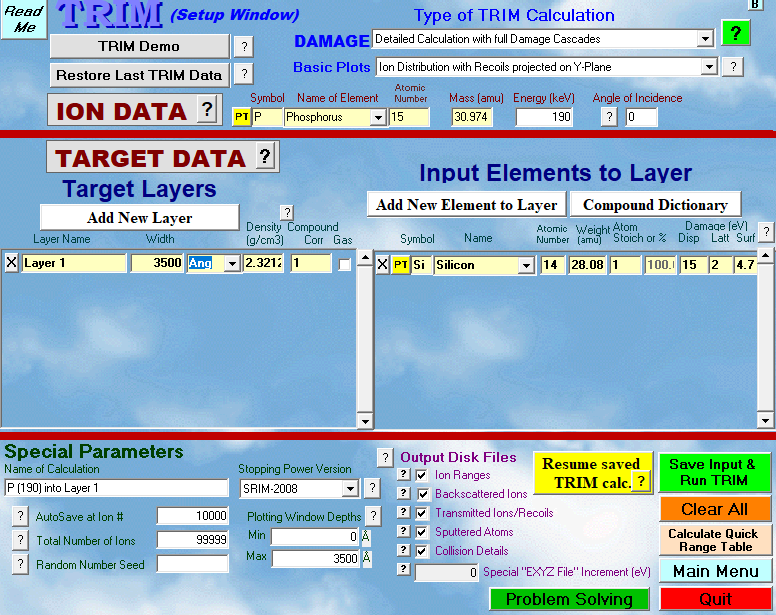 Read Me
TRIM (Setup Window)
Type of TRIM Calculation
B
TRIM Demo ?
DAMAGE Detailed Calculation with full Damage Cascades ?
Restore Last TRIM Data ?
Basic Plots Ion Distribution with Recoils projected on Y-Plane ?
ION DATA ?
Symbol Name of Element Atomic Number Mass (amu) Energy (keV) Angle of Incidence
PT P Phosphorus 15 30.974 190 ? 0
TARGET DATA ?
Target Layers
Input Elements to Layer
Add New Layer ?
Add New Element to Layer Compound Dictionary
Layer Name Width Density (g/cm3) Compound Corr Gas
Symbol Name Atomic Number Weight (amu) Atom Stoich or % Damage (eV) Disp Latt Surf ?
X Layer 1 3500 Ang 2.3212 1
X PT Si Silicon 14 28.08 1 100. 15 2 4.7
Special Parameters
Name of Calculation
P (190) into Layer 1
Stopping Power Version
SRIM-2008 ?
? AutoSave at Ion # 10000
? Total Number of Ions 99999
? Random Number Seed
Plotting Window Depths ?
Min 0 Å
Max 3500 Å
? Output Disk Files
? Ion Ranges
? Backscattered Ions
? Transmitted Ions/Recoils
? Sputtered Atoms
? Collision Details
? 0 Special "EXYZ File" Increment (eV)
Resume saved TRIM calc. ?
Save Input & Run TRIM
Clear All
Calculate Quick Range Table
Main Menu
Problem Solving
Quit